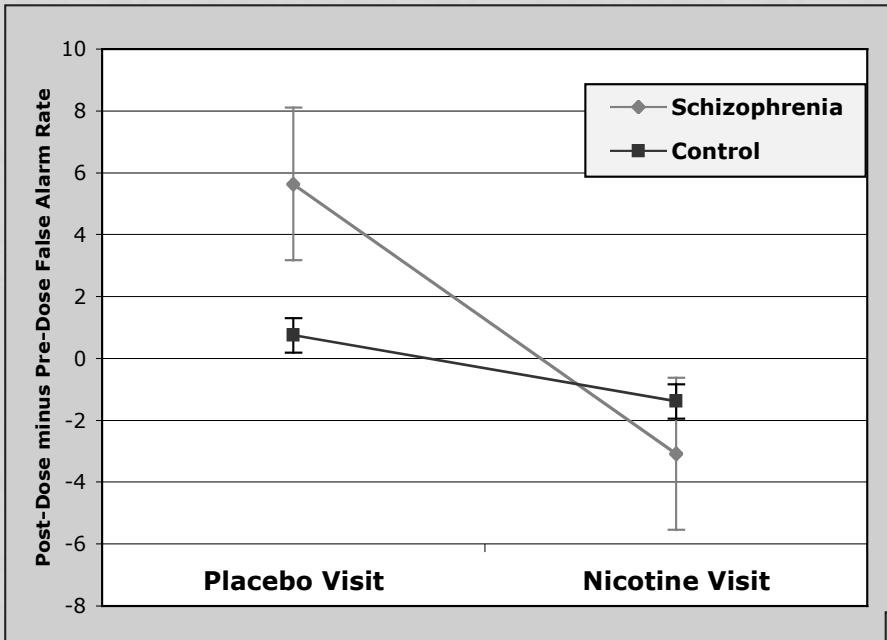 Post-Dose minus Pre-Dose False Alarm Rate
10
8
6
4
2
0
-2
-4
-6
-8
Schizophrenia
Control
Placebo Visit
Nicotine Visit